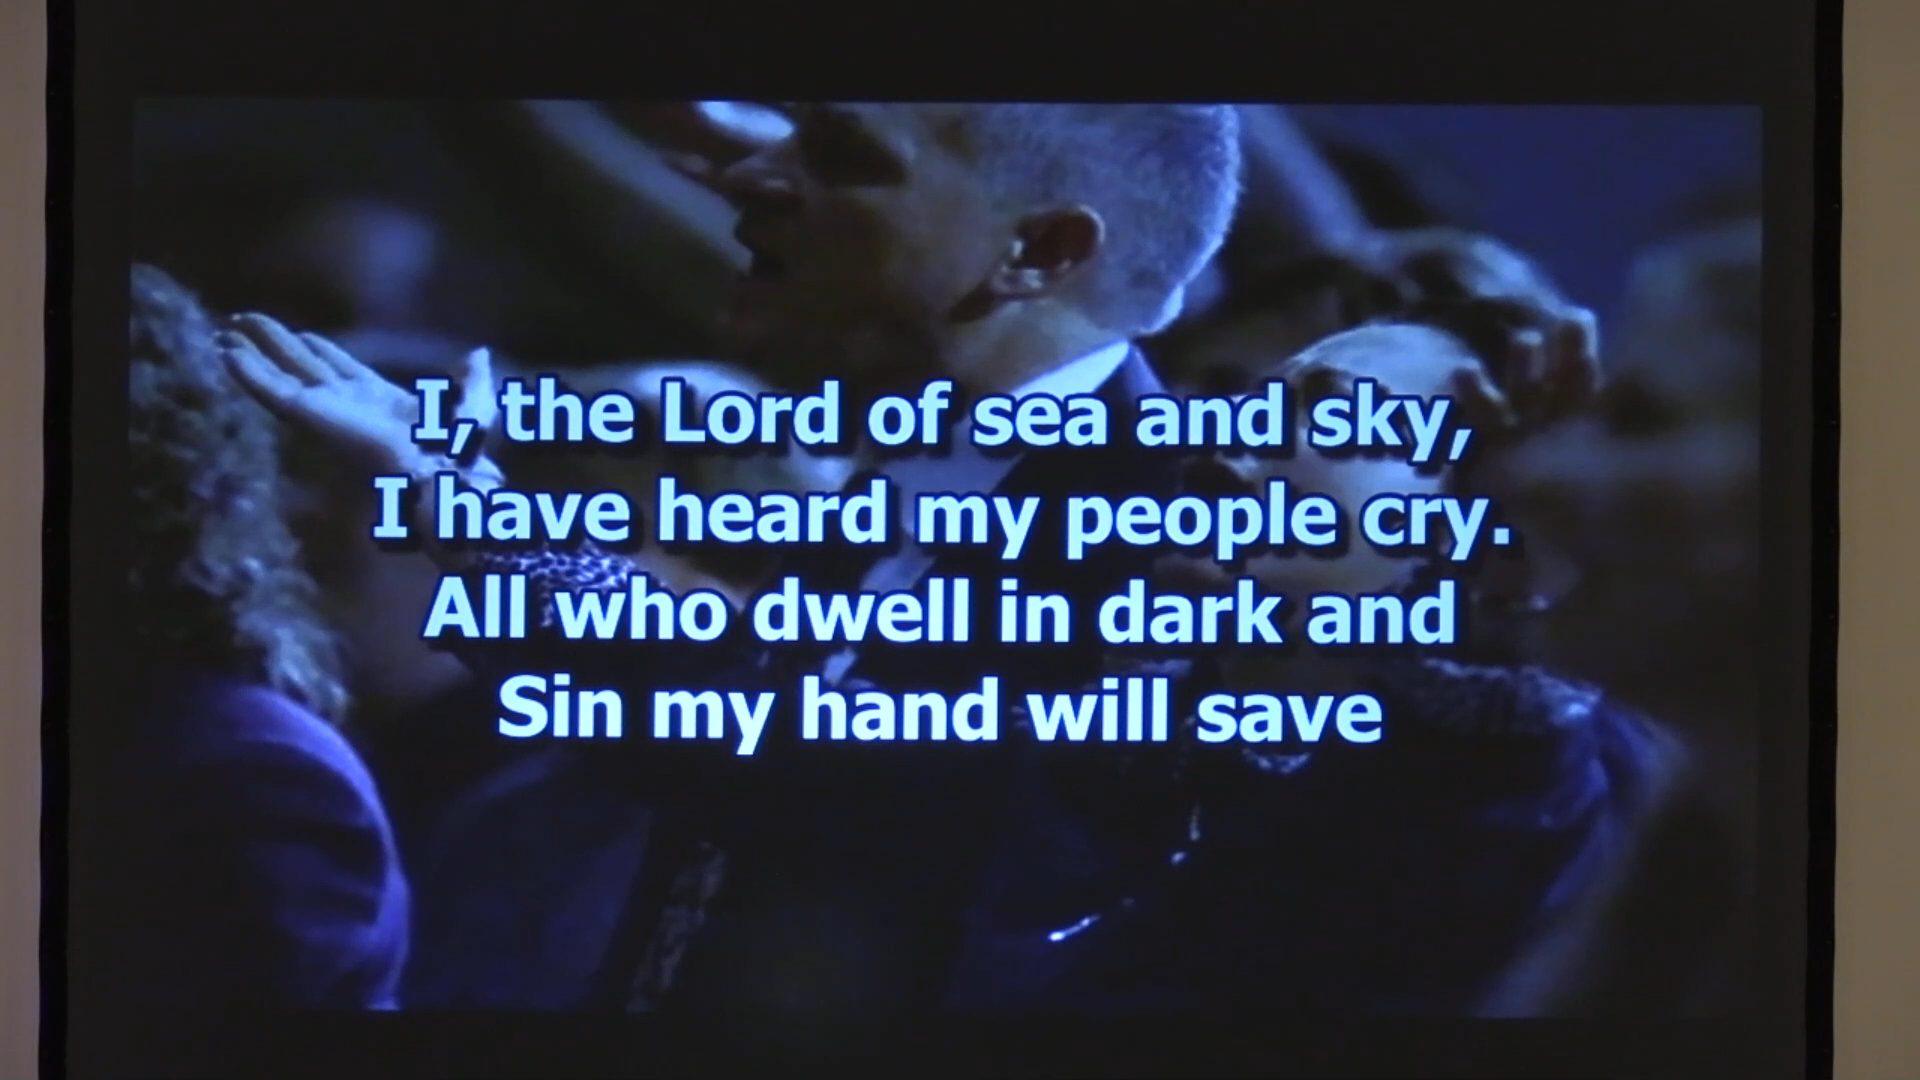 I, the Lord of sea and sky,
I have heard my people cry.
All who dwell in dark and
Sin my hand will save